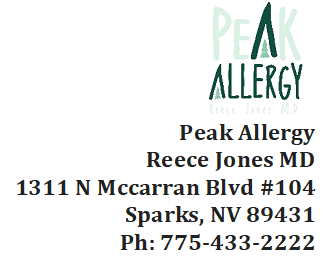 PEAK
ALLERGY
Reece Jones M.D.
Peak Allergy
Reece Jones MD
1311 N Mccarran Blvd #104
Sparks, NV 89431
Ph: 775-433-2222